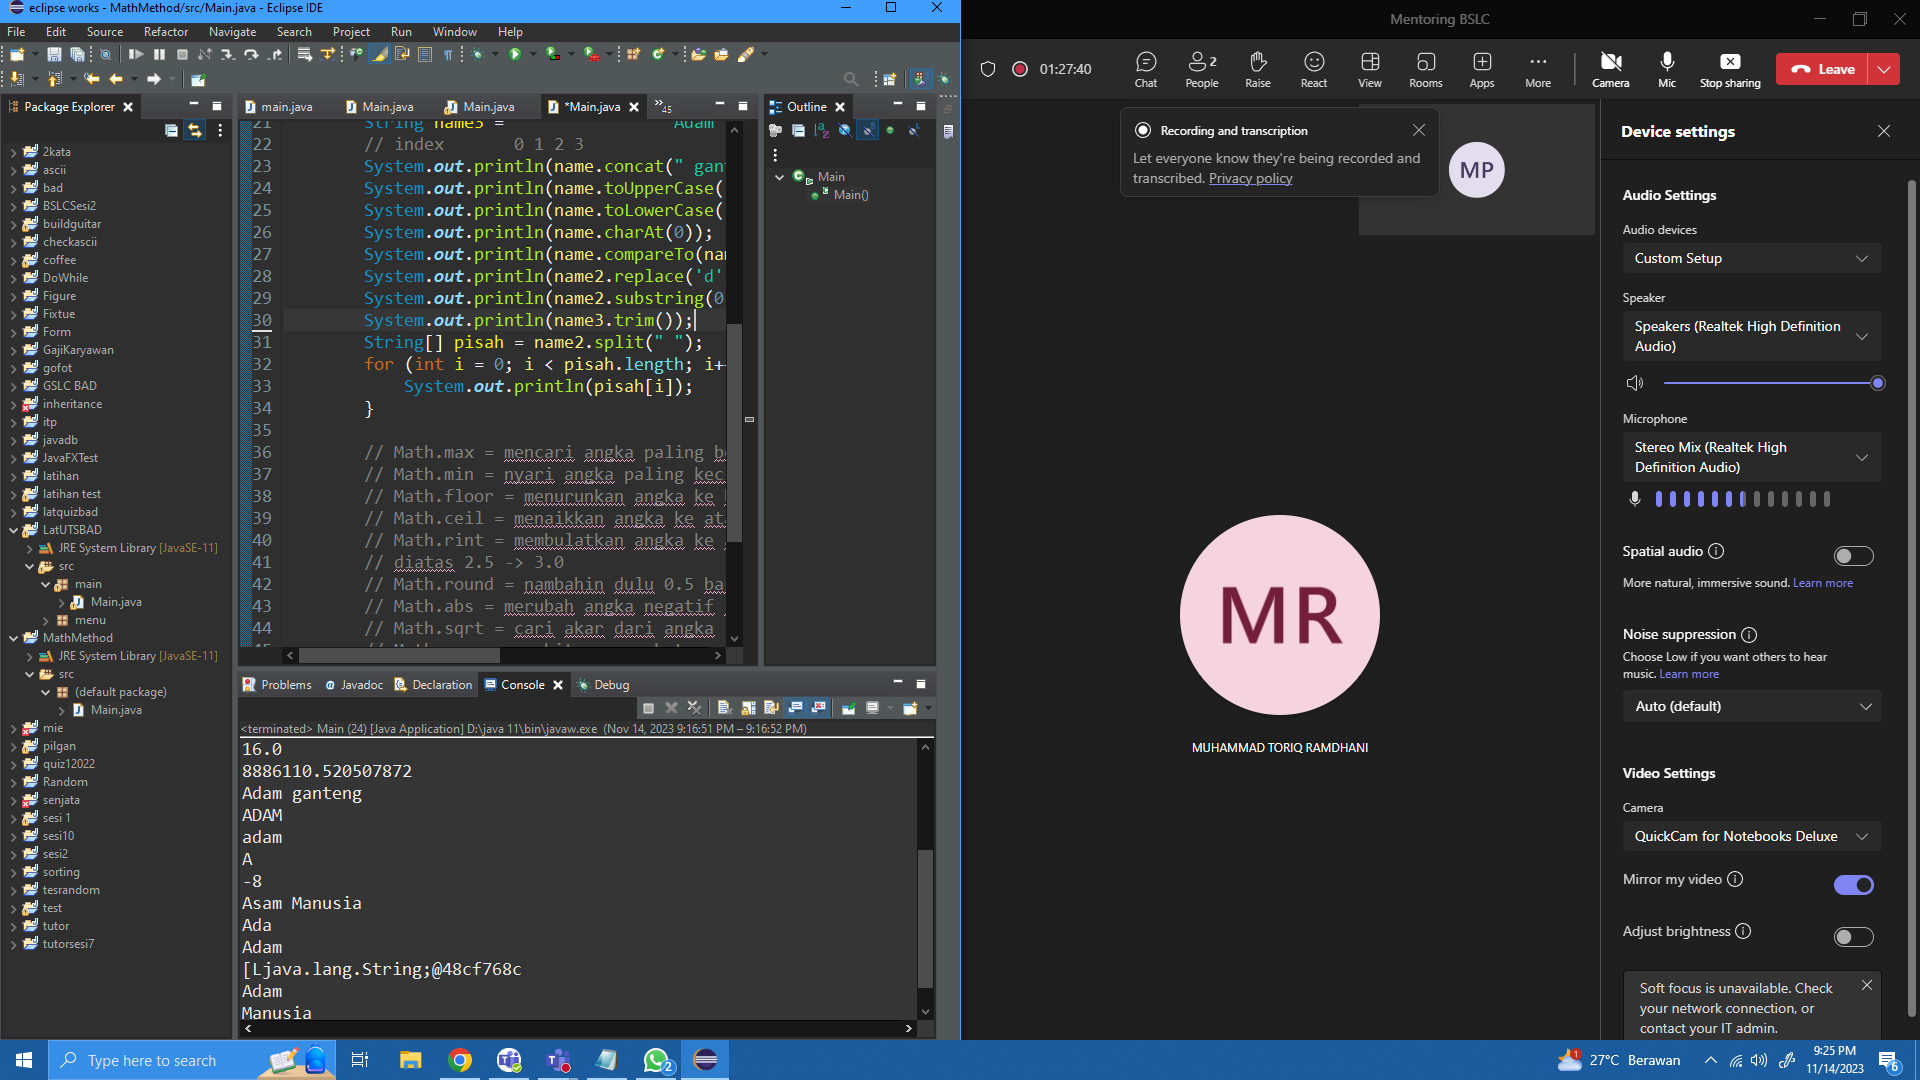 eclipse works - MathMethod/src/Main.java - Eclipse IDE
File Edit Source Refactor Navigate Search Project Run Window Help
Package Explorer
2kata
ascii
bad
BSLCSesi2
buildguitar
checkascii
coffee
DoWhile
Figure
Fixtue
Form
GajiKaryawan
gofot
GSLC BAD
inheritance
itp
javadb
JavaFXTest
latihan
latihan test
latquizbad
LatUTSBAD
JRE System Library [JavaSE-11]
src
main
Main.java
menu
MathMethod
JRE System Library [JavaSE-11]
src
(default package)
Main.java
mie
pilgan
quiz12022
Random
senjata
sesi 1
sesi10
sesi2
sorting
tesrandom
test
tutor
tutorsesi7
main.java Main.java Main.java *Main.java »45
21 String name3 = " Adam
22 // index 0 1 2 3
23 System.out.println(name.concat(" gan
24 System.out.println(name.toUpperCase(
25 System.out.println(name.toLowerCase(
26 System.out.println(name.charAt(0));
27 System.out.println(name.compareTo(na
28 System.out.println(name2.replace('d'
29 System.out.println(name2.substring(0
30 System.out.println(name3.trim());
31 String[] pisah = name2.split(" ");
32 for (int i = 0; i < pisah.length; i+
33 System.out.println(pisah[i]);
34 }
35
36 // Math.max = mencari angka paling be
37 // Math.min = nyari angka paling kec
38 // Math.floor = menurunkan angka ke
39 // Math.ceil = menaikkan angka ke at
40 // Math.rint = membulatkan angka ke
41 // diatas 2.5 -> 3.0
42 // Math.round = nambahin dulu 0.5 ba
43 // Math.abs = merubah angka negatif
44 // Math.sqrt = cari akar dari angka
Outline
Main
Main()
Problems Javadoc Declaration Console Debug
<terminated> Main (24) [Java Application] D:\java 11\bin\javaw.exe (Nov 14, 2023 9:16:51 PM – 9:16:52 PM)
16.0
8886110.520507872
Adam ganteng
ADAM
adam
A
-8
Asam Manusia
Ada
Adam
[Ljava.lang.String;@48cf768c
Adam
Manusia
Mentoring BSLC
01:27:40
Chat
2
People
Raise
React
View
Rooms
Apps
More
Camera
Mic
Stop sharing
Leave
Recording and transcription
Let everyone know they're being recorded and
transcribed. Privacy policy
MP
MR
MUHAMMAD TORIQ RAMDHANI
Device settings
Audio Settings
Audio devices
Custom Setup
Speaker
Speakers (Realtek High Definition
Audio)
Microphone
Stereo Mix (Realtek High
Definition Audio)
Spatial audio
More natural, immersive sound. Learn more
Noise suppression
Choose Low if you want others to hear
music. Learn more
Auto (default)
Video Settings
Camera
QuickCam for Notebooks Deluxe
Mirror my video
Adjust brightness
Soft focus is unavailable. Check
your network connection, or
contact your IT admin.
Type here to search
2
1
27°C Berawan
9:25 PM
11/14/2023
6